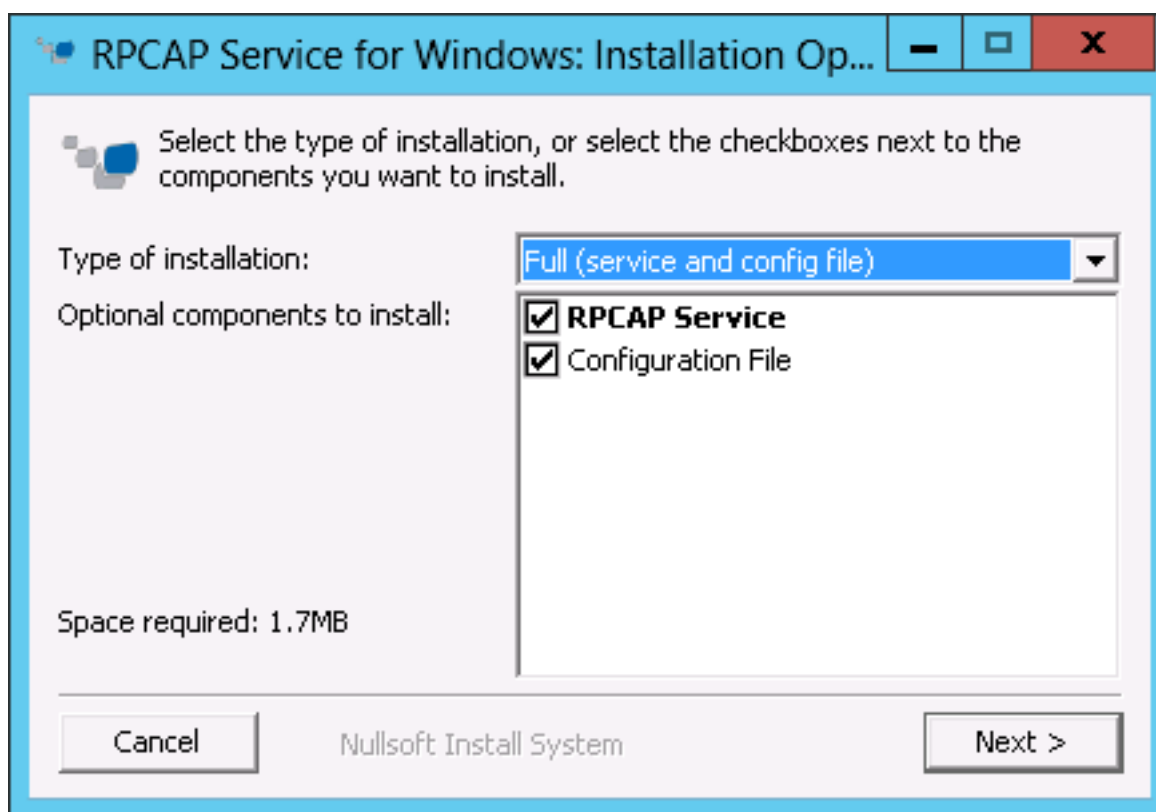 RPCAP Service for Windows: Installation Op...
Select the type of installation, or select the checkboxes next to the
components you want to install.
Type of installation:
Full (service and config file)
Optional components to install:
RPCAP Service
Configuration File
Space required: 1.7MB
Cancel
Nullsoft Install System
Next >